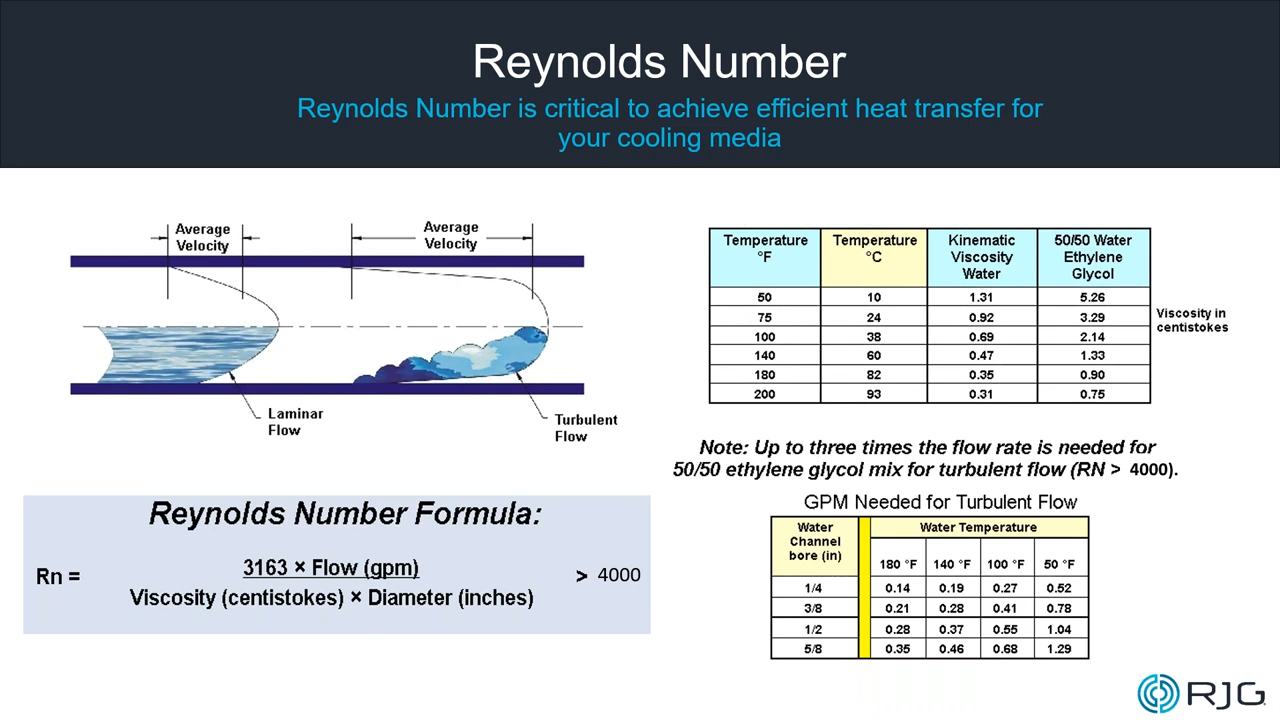 Reynolds Number
Reynolds Number is critical to achieve efficient heat transfer for
your cooling media
Average
Velocity
Average
Velocity
Laminar
Flow
Turbulent
Flow
Temperature °F Temperature °C Kinematic Viscosity Water 50/50 Water Ethylene Glycol
50 10 1.31 5.26
75 24 0.92 3.29
100 38 0.69 2.14
140 60 0.47 1.33
180 82 0.35 0.90
200 93 0.31 0.75
Viscosity in
centistokes
Note: Up to three times the flow rate is needed for
50/50 ethylene glycol mix for turbulent flow (RN > 4000).
Reynolds Number Formula:
Rn =
3163 × Flow (gpm)
Viscosity (centistokes) × Diameter (inches)
> 4000
GPM Needed for Turbulent Flow
Water Channel bore (in) Water Temperature
180 °F 140 °F 100 °F 50 °F
1/4 0.14 0.19 0.27 0.52
3/8 0.21 0.28 0.41 0.78
1/2 0.28 0.37 0.55 1.04
5/8 0.35 0.46 0.68 1.29
RJG